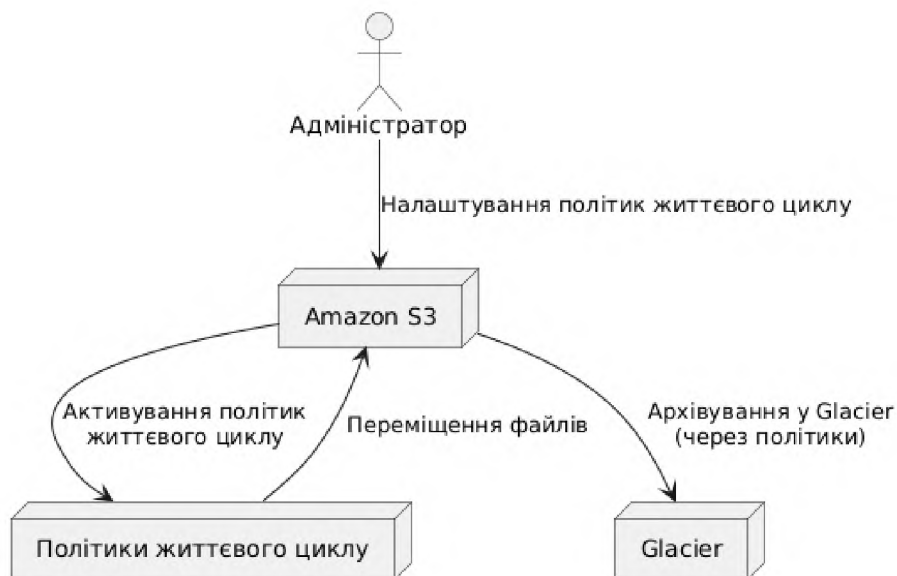 Адміністратор
Налаштування політик життєвого циклу
Amazon S3
Активування політик
життєвого циклу
Переміщення файлів
Архівування у Glacier
(через політики)
Політики життєвого циклу
Glacier